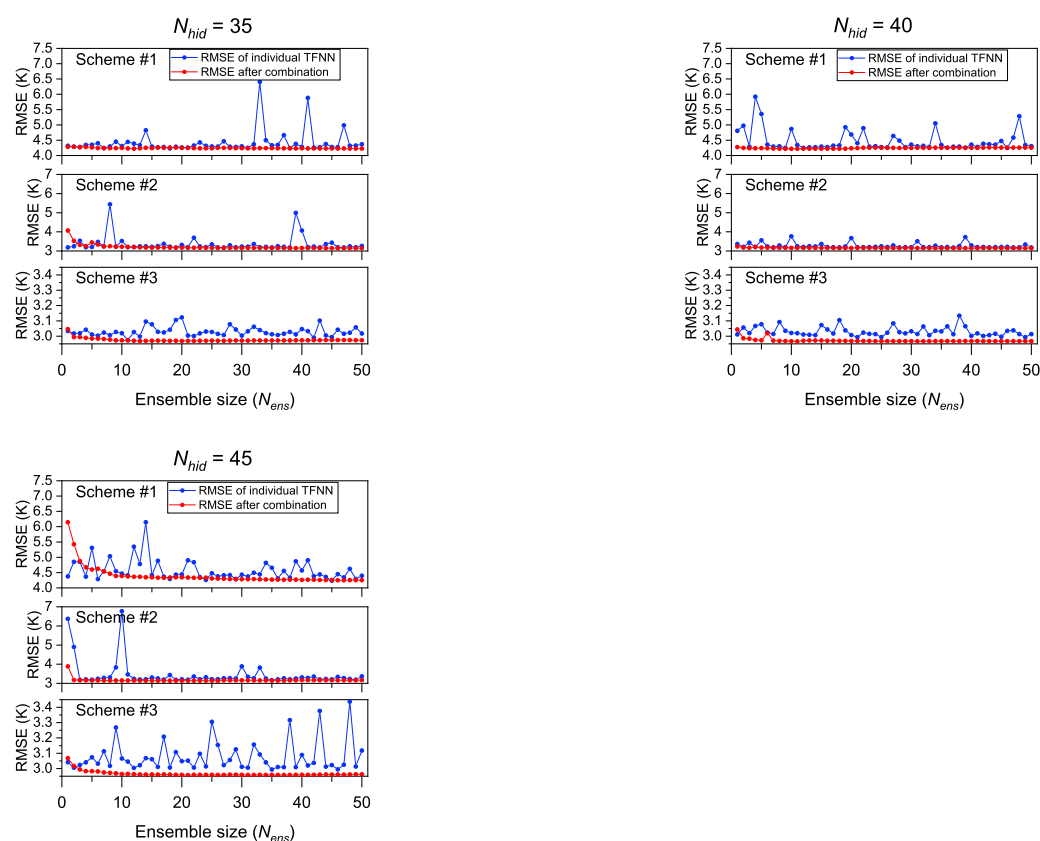 N_hid = 35
7.5
7.0
6.5
6.0
5.5
5.0
4.5
4.0
RMSE (K)
Scheme #1
RMSE of individual TFNN
RMSE after combination
7
6
5
4
3
RMSE (K)
Scheme #2
3.4
3.3
3.2
3.1
3.0
RMSE (K)
Scheme #3
0 10 20 30 40 50
Ensemble size (N_ens)
N_hid = 40
7.5
7.0
6.5
6.0
5.5
5.0
4.5
4.0
RMSE (K)
Scheme #1
RMSE of individual TFNN
RMSE after combination
7
6
5
4
3
RMSE (K)
Scheme #2
3.4
3.3
3.2
3.1
3.0
RMSE (K)
Scheme #3
0 10 20 30 40 50
Ensemble size (N_ens)
N_hid = 45
7.5
7.0
6.5
6.0
5.5
5.0
4.5
4.0
RMSE (K)
Scheme #1
RMSE of individual TFNN
RMSE after combination
7
6
5
4
3
RMSE (K)
Scheme #2
3.4
3.3
3.2
3.1
3.0
RMSE (K)
Scheme #3
0 10 20 30 40 50
Ensemble size (N_ens)